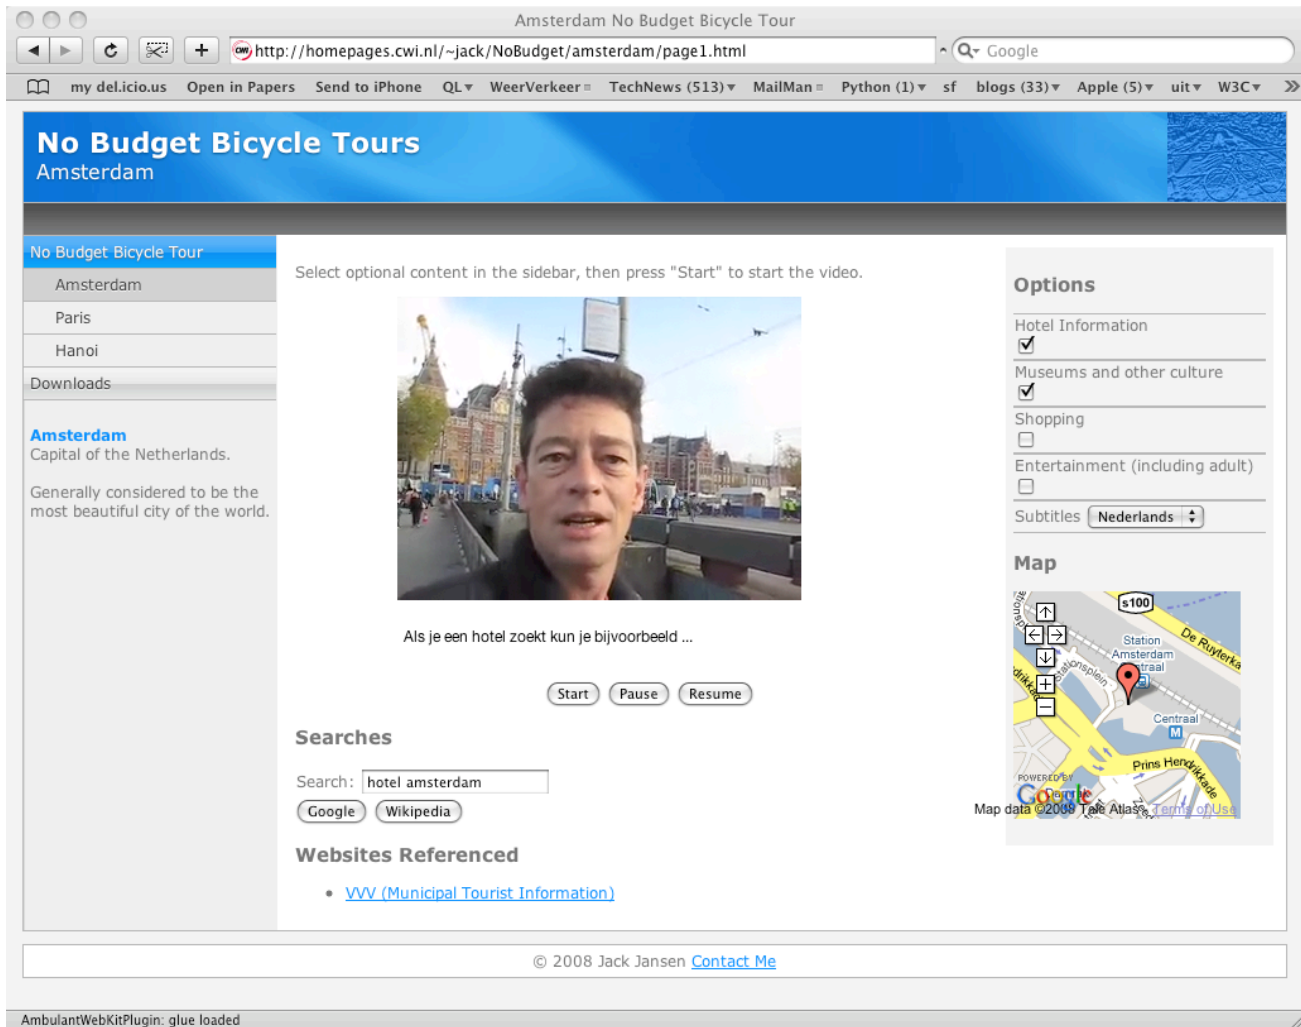 Amsterdam No Budget Bicycle Tour
http://homepages.cwi.nl/~jack/NoBudget/amsterdam/page1.html
Google
my del.icio.us Open in Papers Send to iPhone QL WeerVerkeer TechNews (513) MailMan Python (1) sf blogs (33) Apple (5) uit W3C
No Budget Bicycle Tours
Amsterdam
No Budget Bicycle Tour
Amsterdam
Paris
Hanoi
Downloads
Amsterdam
Capital of the Netherlands.
Generally considered to be the
most beautiful city of the world.
Select optional content in the sidebar, then press "Start" to start the video.
Als je een hotel zoekt kun je bijvoorbeeld ...
Start Pause Resume
Searches
Search: hotel amsterdam
Google Wikipedia
Websites Referenced
• VVV (Municipal Tourist Information)
Options
Hotel Information
Museums and other culture
Shopping
Entertainment (including adult)
Subtitles Nederlands
Map
s100
Station
Amsterdam
De Ruyterka
Stationsplein
Centraal
M
Prins Hendrikkade
POWERED BY
Google
Map data ©2008 Tele Atlas Terms of Use
© 2008 Jack Jansen Contact Me
AmbulantWebKitPlugin: glue loaded